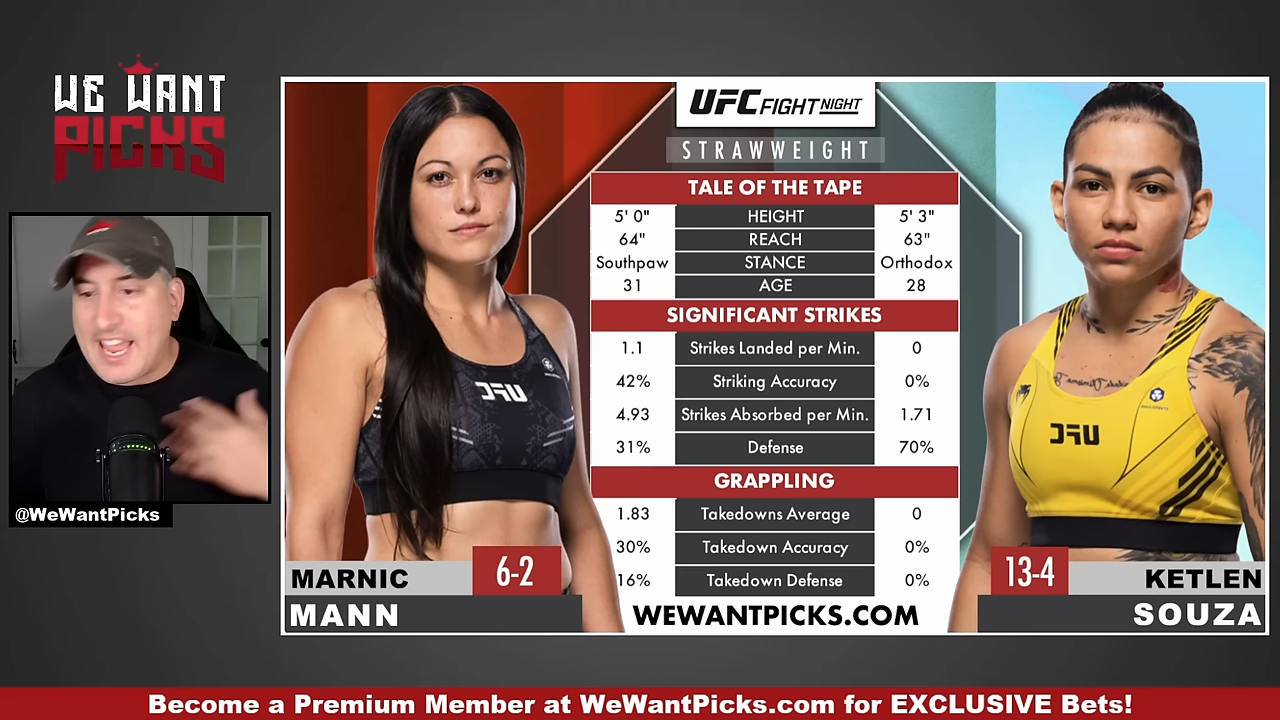 WE WANT
PICKS
UFC FIGHT NIGHT
STRAWWEIGHT
TALE OF THE TAPE
5' 0" HEIGHT 5' 3"
64" REACH 63"
Southpaw STANCE Orthodox
31 AGE 28
SIGNIFICANT STRIKES
1.1 Strikes Landed per Min. 0
42% Striking Accuracy 0%
4.93 Strikes Absorbed per Min. 1.71
31% Defense 70%
GRAPPLING
1.83 Takedowns Average 0
30% Takedown Accuracy 0%
16% Takedown Defense 0%
UFC
UFC
@WeWantPicks
MARNIC 6-2
MANN
13-4 KETLEN
SOUZA
WEWANTPICKS.COM
Become a Premium Member at WeWantPicks.com for EXCLUSIVE Bets!